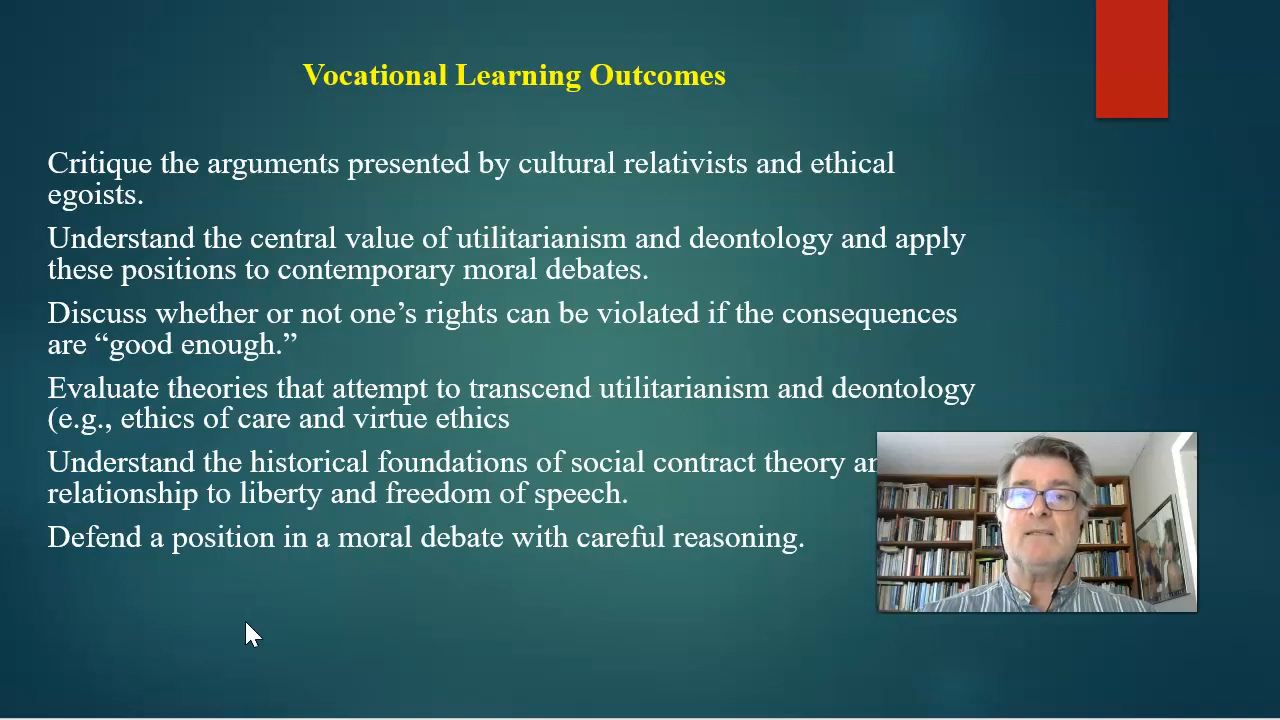 Vocational Learning Outcomes
Critique the arguments presented by cultural relativists and ethical
egoists.
Understand the central value of utilitarianism and deontology and apply
these positions to contemporary moral debates.
Discuss whether or not one’s rights can be violated if the consequences
are “good enough.”
Evaluate theories that attempt to transcend utilitarianism and deontology
(e.g., ethics of care and virtue ethics
Understand the historical foundations of social contract theory
relationship to liberty and freedom of speech.
Defend a position in a moral debate with careful reasoning.